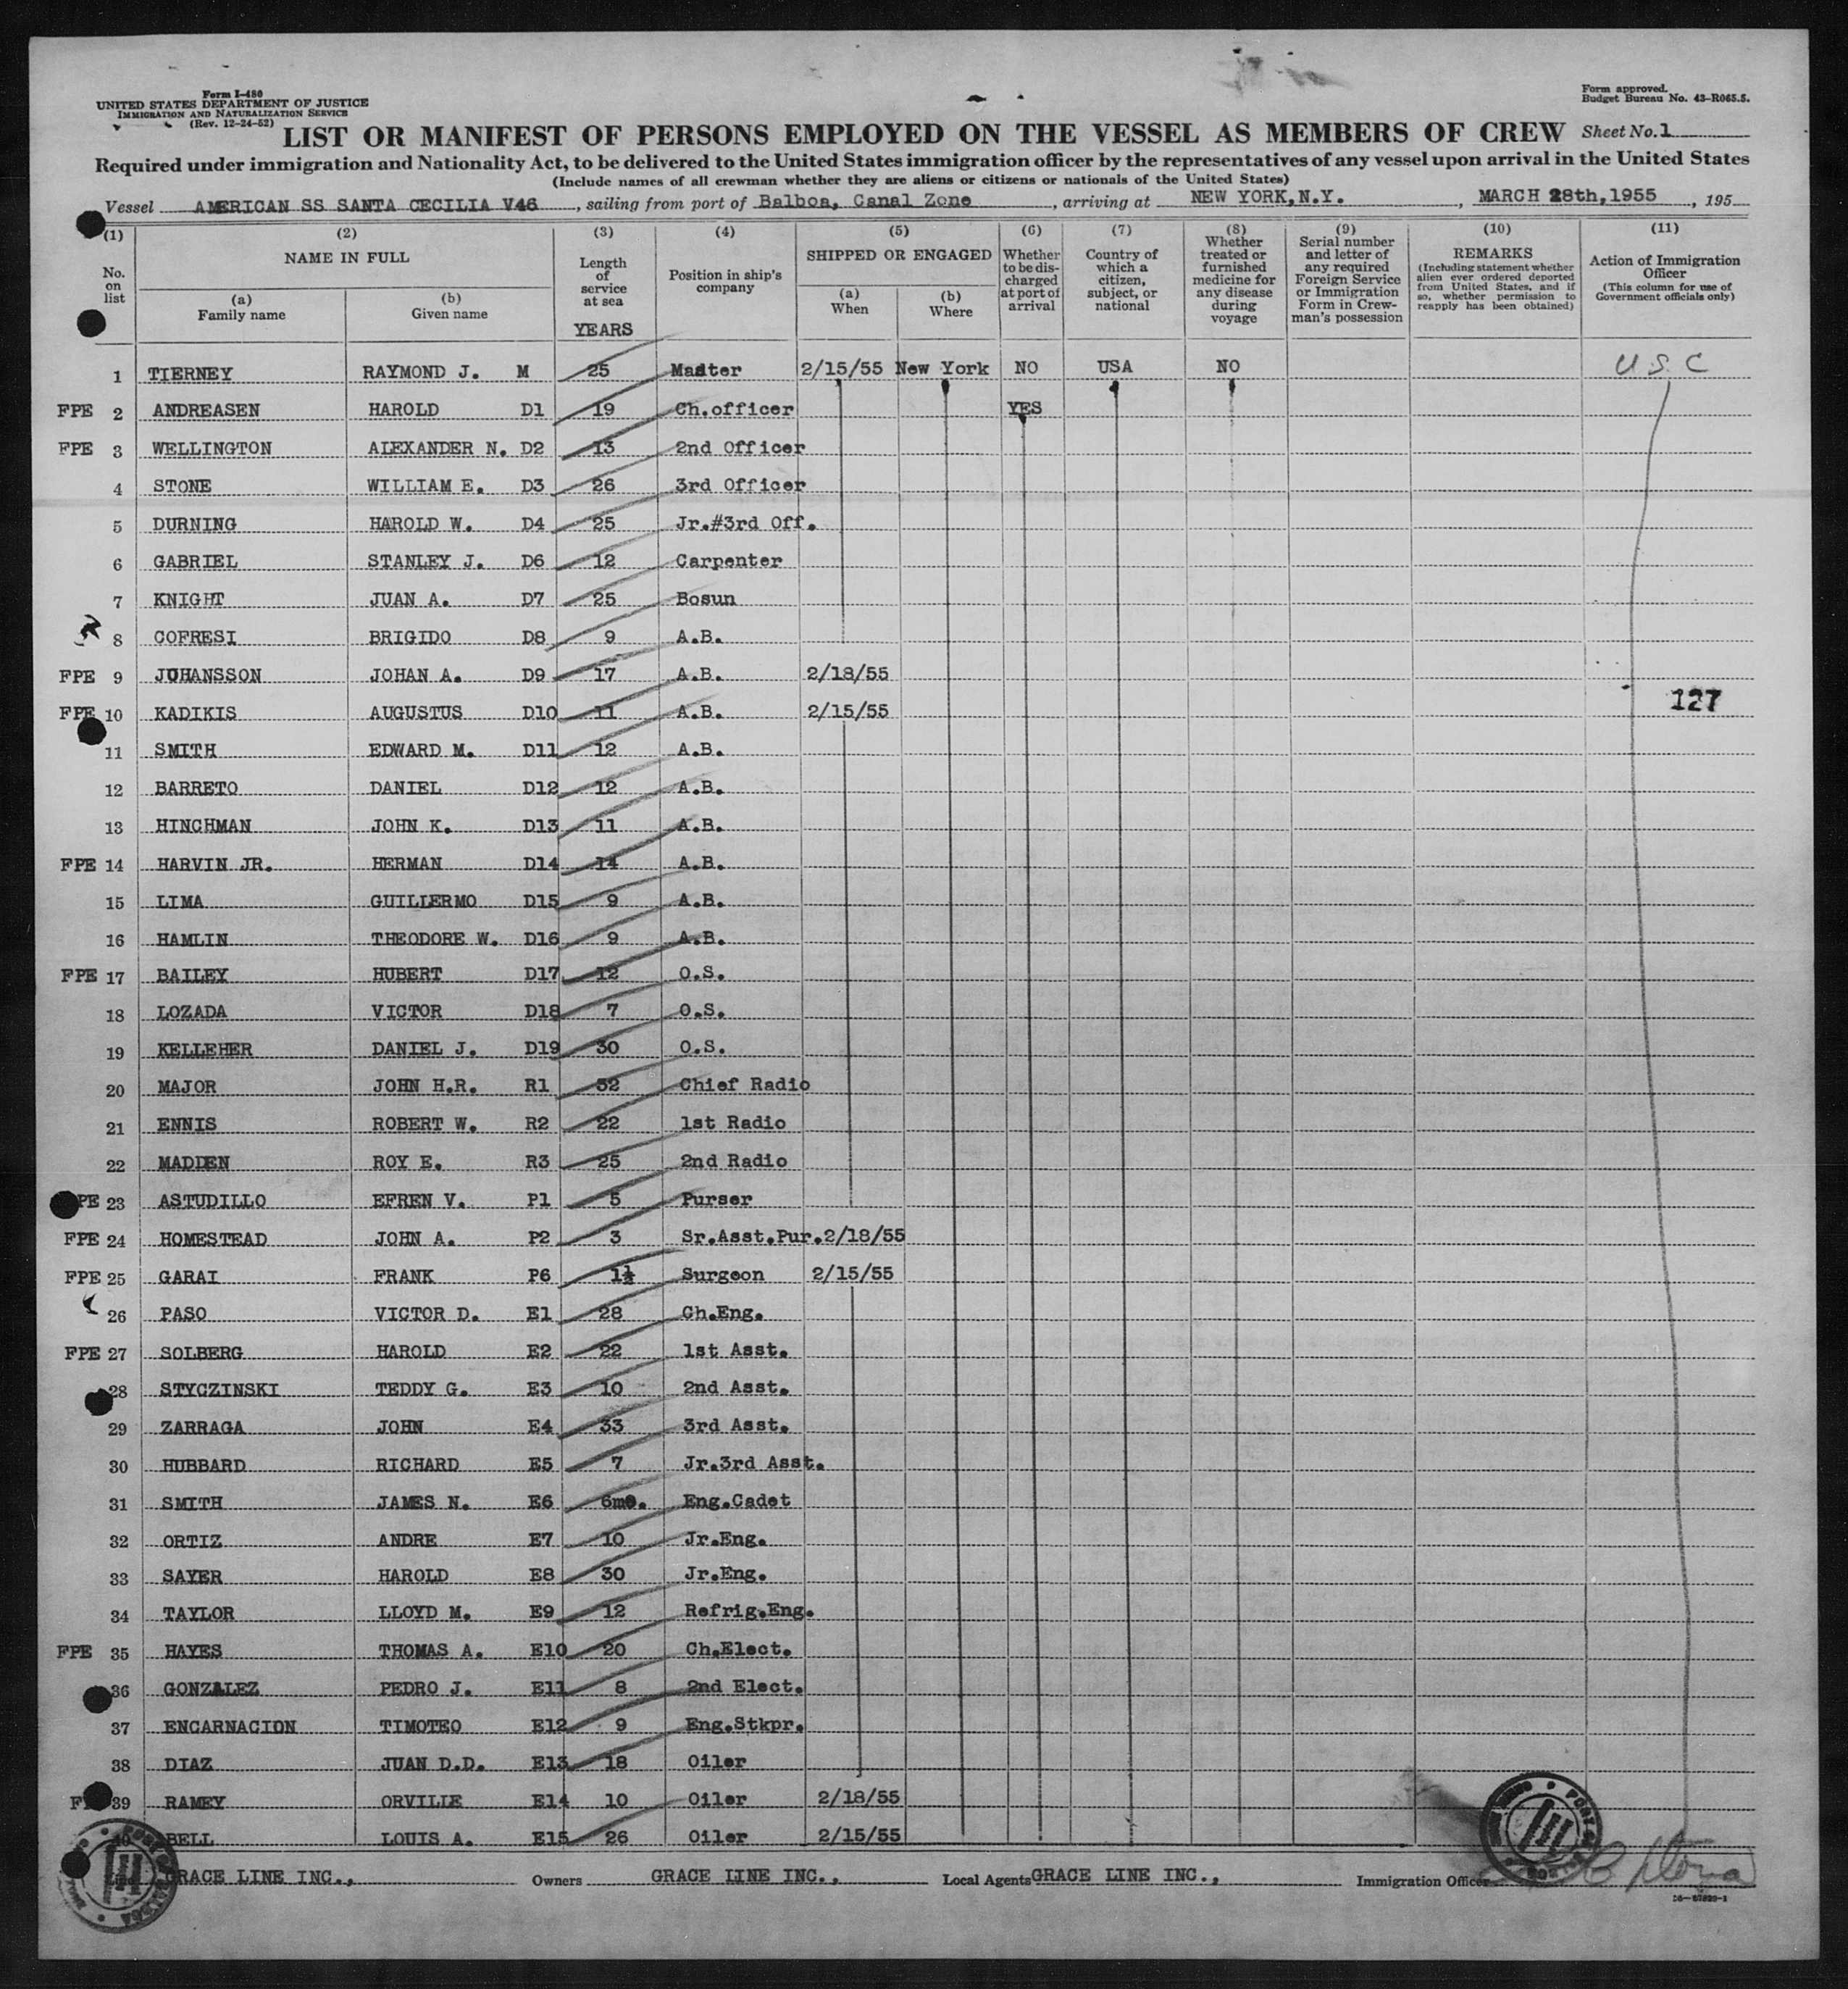 Form I-480
UNITED STATES DEPARTMENT OF JUSTICE
IMMIGRATION AND NATURALIZATION SERVICE
(Rev. 12-24-52)
Form approved.
Budget Bureau No. 43-R065.5.
LIST OR MANIFEST OF PERSONS EMPLOYED ON THE VESSEL AS MEMBERS OF CREW Sheet No. 1
Required under immigration and Nationality Act, to be delivered to the United States immigration officer by the representatives of any vessel upon arrival in the United States
(Include names of all crewman whether they are aliens or citizens or nationals of the United States)
Vessel AMERICAN SS SANTA CECILIA V46, sailing from port of Balboa, Canal Zone, arriving at NEW YORK, N.Y., MARCH 28th, 1955, 195
(1) No. on list
(2) NAME IN FULL
(a) Family name
(b) Given name
(3) Length of service at sea
YEARS
(4) Position in ship's company
(5) SHIPPED OR ENGAGED
(a) When
(b) Where
(6) Whether to be discharged at port of arrival
(7) Country of which a citizen, subject, or national
(8) Whether treated or furnished medicine for any disease during voyage
(9) Serial number and letter of any required Foreign Service or Immigration Form in Crewman's possession
(10) REMARKS (Including statement whether alien ever ordered deported from United States, and if so, whether permission to reapply has been obtained)
(11) Action of Immigration Officer (This column for use of Government officials only)
1 TIERNEY RAYMOND J. M 25 Master 2/15/55 New York NO USA NO U S C
FPE 2 ANDREASEN HAROLD D1 19 Ch.officer YES
FPE 3 WELLINGTON ALEXANDER N. D2 13 2nd Officer
4 STONE WILLIAM E. D3 26 3rd Officer
5 DURNING HAROLD W. D4 25 Jr.#3rd Off.
6 GABRIEL STANLEY J. D6 12 Carpenter
7 KNIGHT JUAN A. D7 25 Bosun
8 COFRESI BRIGIDO D8 9 A.B.
FPE 9 JOHANSSON JOHAN A. D9 17 A.B. 2/18/55
FPE 10 KADIKIS AUGUSTUS D10 11 A.B. 2/15/55 127
11 SMITH EDWARD M. D11 12 A.B.
12 BARRETO DANIEL D12 12 A.B.
13 HINCHMAN JOHN K. D13 11 A.B.
FPE 14 HARVIN JR. HERMAN D14 14 A.B.
15 LIMA GUILLERMO D15 9 A.B.
16 HAMLIN THEODORE W. D16 9 A.B.
FPE 17 BAILEY HUBERT D17 12 O.S.
18 LOZADA VICTOR D18 7 O.S.
19 KELLEHER DANIEL J. D19 30 O.S.
20 MAJOR JOHN H.R. R1 32 Chief Radio
21 ENNIS ROBERT W. R2 22 1st Radio
22 MADDEN ROY E. R3 25 2nd Radio
PE 23 ASTUDILLO EFREN V. P1 5 Purser
FPE 24 HOMESTEAD JOHN A. P2 3 Sr.Asst.Pur. 2/18/55
FPE 25 GARAI FRANK P6 1½ Surgeon 2/15/55
26 PASO VICTOR D. E1 28 Ch.Eng.
FPE 27 SOLBERG HAROLD E2 22 1st Asst.
28 STYCZINSKI TEDDY G. E3 10 2nd Asst.
29 ZARRAGA JOHN E4 33 3rd Asst.
30 HUBBARD RICHARD E5 7 Jr.3rd Asst.
31 SMITH JAMES N. E6 6mo. Eng.Cadet
32 ORTIZ ANDRE E7 10 Jr.Eng.
33 SAYER HAROLD E8 30 Jr.Eng.
34 TAYLOR LLOYD M. E9 12 Refrig.Eng.
FPE 35 HAYES THOMAS A. E10 20 Ch.Elect.
36 GONZALEZ PEDRO J. E11 8 2nd Elect.
37 ENCARNACION TIMOTEO E12 9 Eng.Stkpr.
38 DIAZ JUAN D.D. E13 18 Oiler
F 39 RAMEY ORVILLE E14 10 Oiler 2/18/55
40 BELL LOUIS A. E15 26 Oiler 2/15/55
GRACE LINE INC., Owners GRACE LINE INC., Local Agents GRACE LINE INC., Immigration Officer